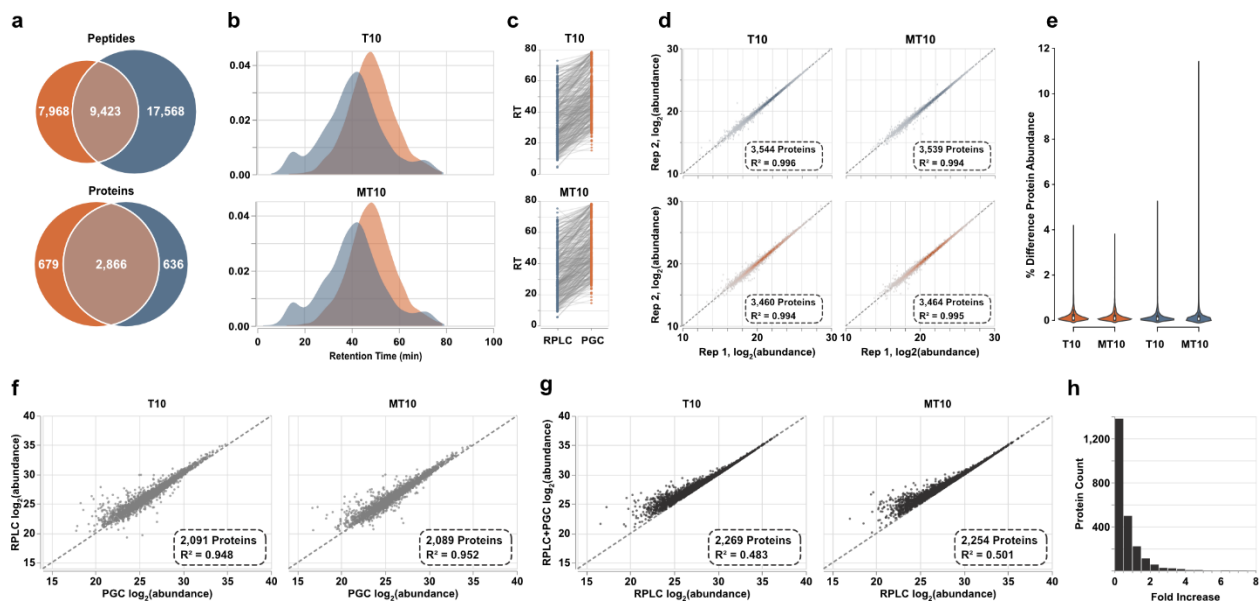 a
Peptides
7,968
9,423
17,568
Proteins
679
2,866
636
b
T10
0.04
0.02
0.00
MT10
0.04
0.02
0.00
0
20
40
60
80
100
Retention Time (min)
c
T10
80
60
40
20
0
RT
MT10
80
60
40
20
0
RT
RPLC PGC
d
T10
MT10
30
20
10
Rep 2, log₂(abundance)
3,544 Proteins
R² = 0.996
3,539 Proteins
R² = 0.994
30
20
10
Rep 2, log₂(abundance)
3,460 Proteins
R² = 0.994
3,464 Proteins
R² = 0.995
10 20 30
10 20 30
Rep 1, log₂(abundance)
Rep 1, log2(abundance)
e
12
10
8
6
4
2
0
% Difference Protein Abundance
T10
MT10
T10
MT10
f
T10
MT10
40
35
30
25
20
15
RPLC log₂(abundance)
2,091 Proteins
R² = 0.948
2,089 Proteins
R² = 0.952
15 20 25 30 35 40
15 20 25 30 35 40
PGC log₂(abundance)
PGC log₂(abundance)
g
T10
MT10
40
35
30
25
20
15
RPLC+PGC log₂(abundance)
2,269 Proteins
R² = 0.483
2,254 Proteins
R² = 0.501
15 20 25 30 35 40
15 20 25 30 35 40
RPLC log₂(abundance)
RPLC log₂(abundance)
h
1,200
800
400
Protein Count
0 2 4 6 8
Fold Increase